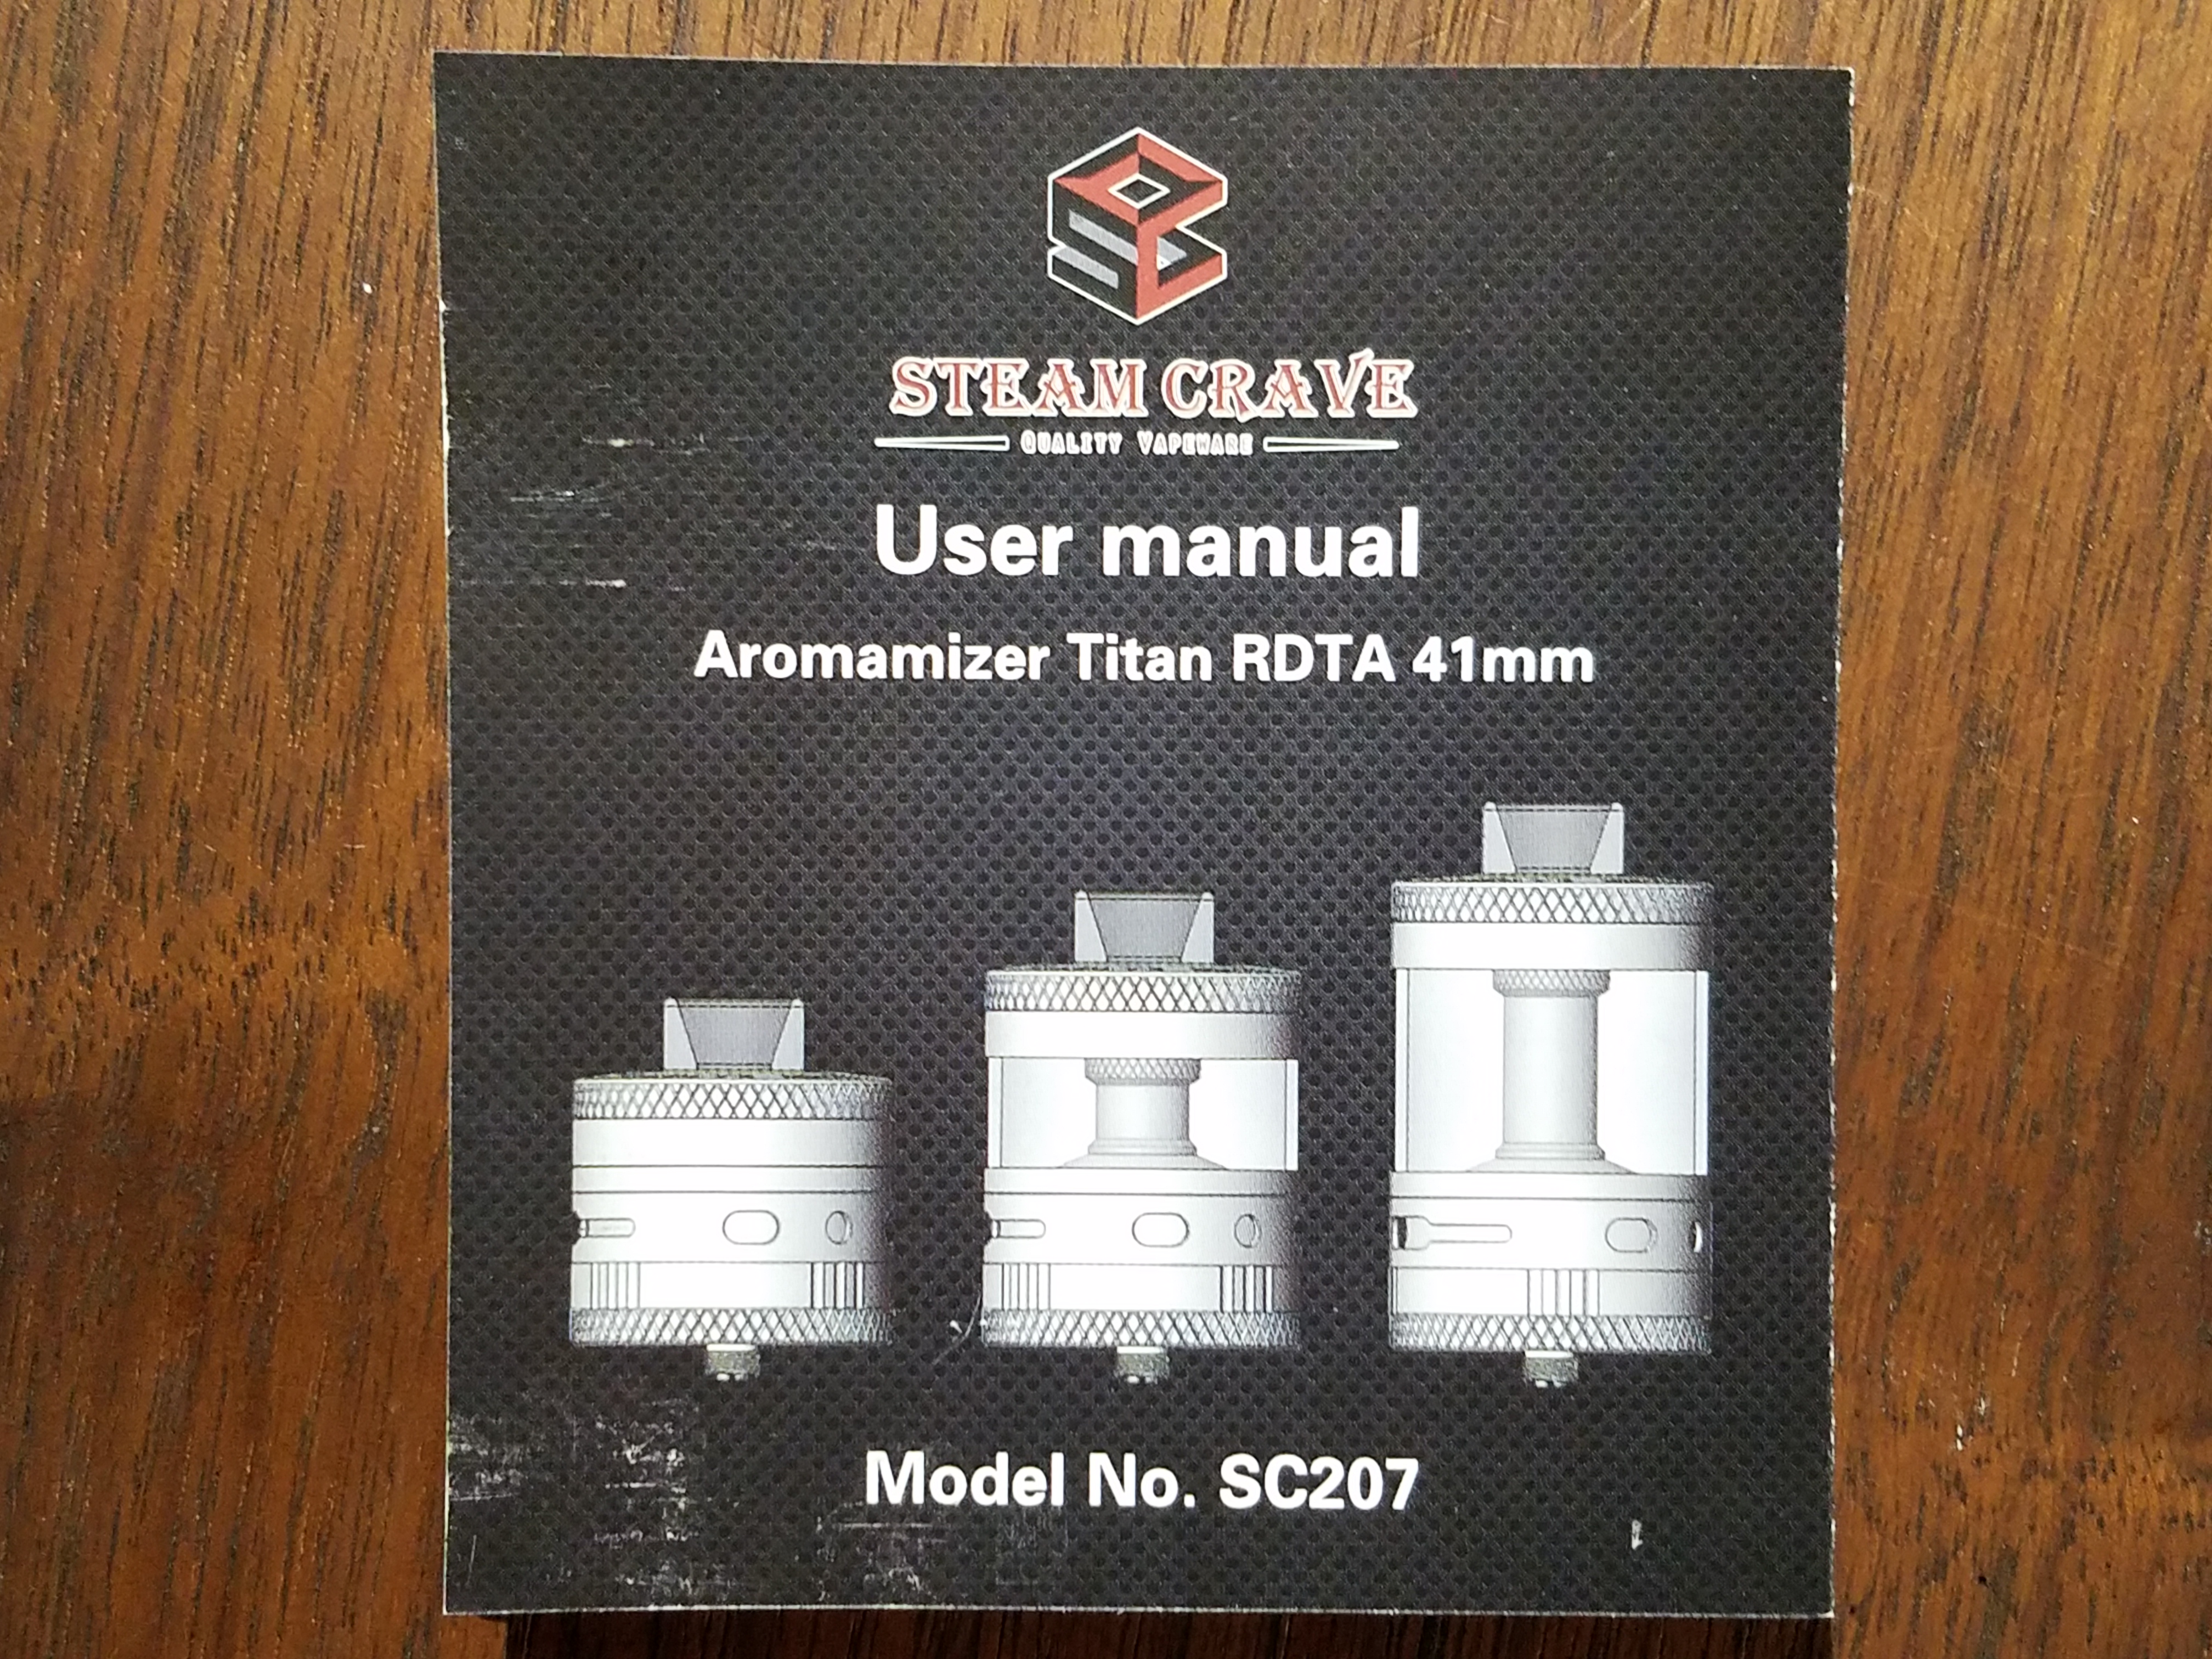 STEAM CRAVE
QUALITY VAPEWARE
User manual
Aromamizer Titan RDTA 41mm
Model No. SC207